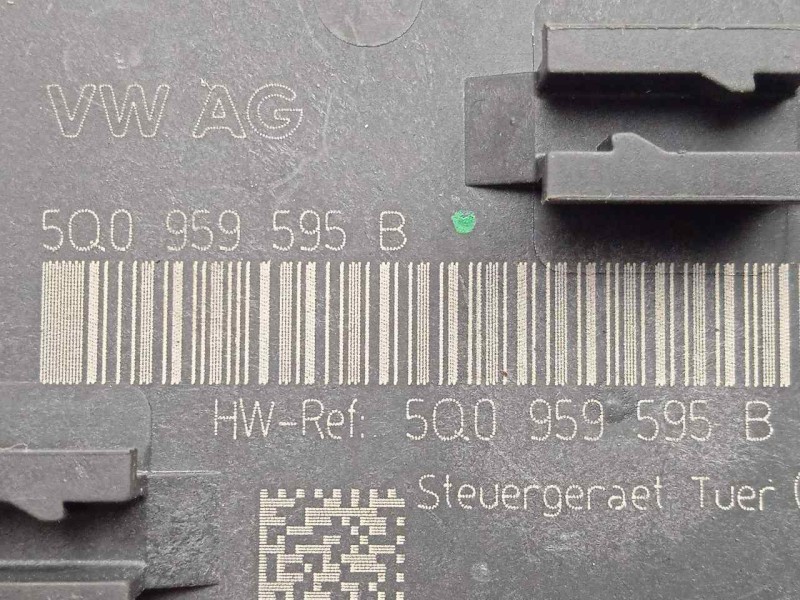 VW AG
5Q0 959 595 B
HW-Ref: 5Q0 959 595 B
Steuergeraet Tuer (